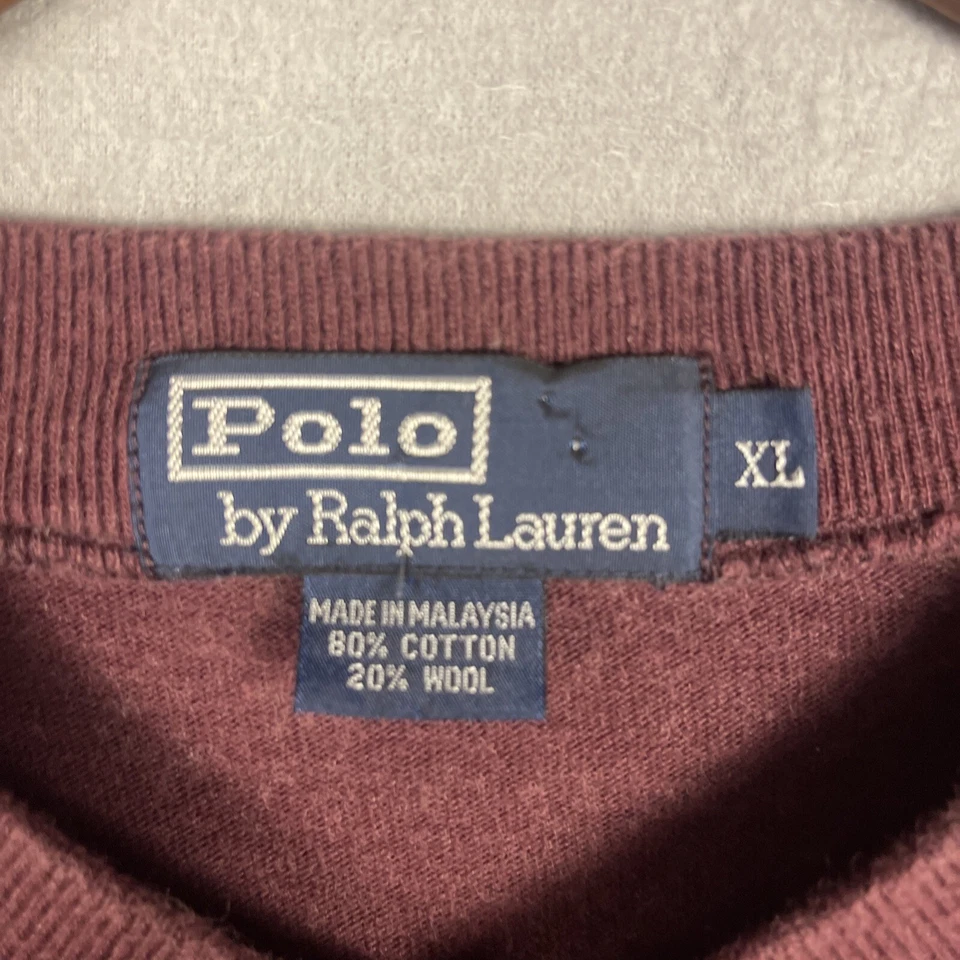 Polo
by Ralph Lauren
XL
MADE IN MALAYSIA
80% COTTON
20% WOOL